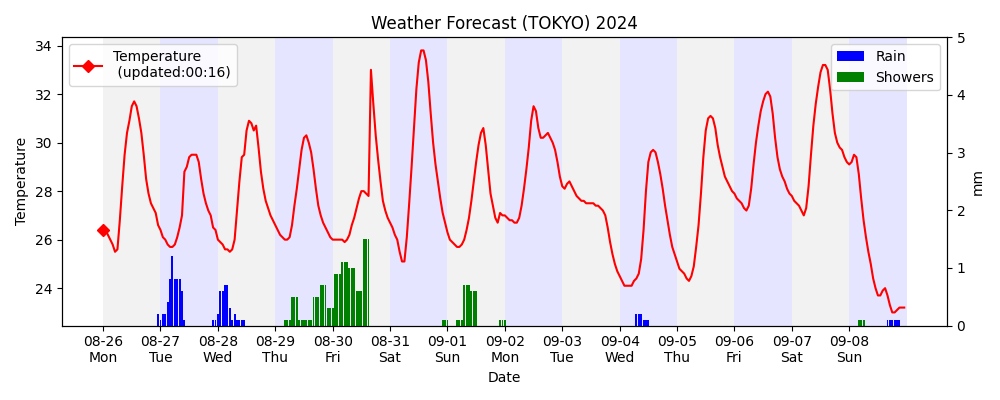 Weather Forecast (TOKYO) 2024
Temperature
(updated:00:16)
Rain
Showers
Temperature
34
32
30
28
26
24
5
4
3
2
1
0
mm
08-26 08-27 08-28 08-29 08-30 08-31 09-01 09-02 09-03 09-04 09-05 09-06 09-07 09-08
Mon Tue Wed Thu Fri Sat Sun Mon Tue Wed Thu Fri Sat Sun
Date